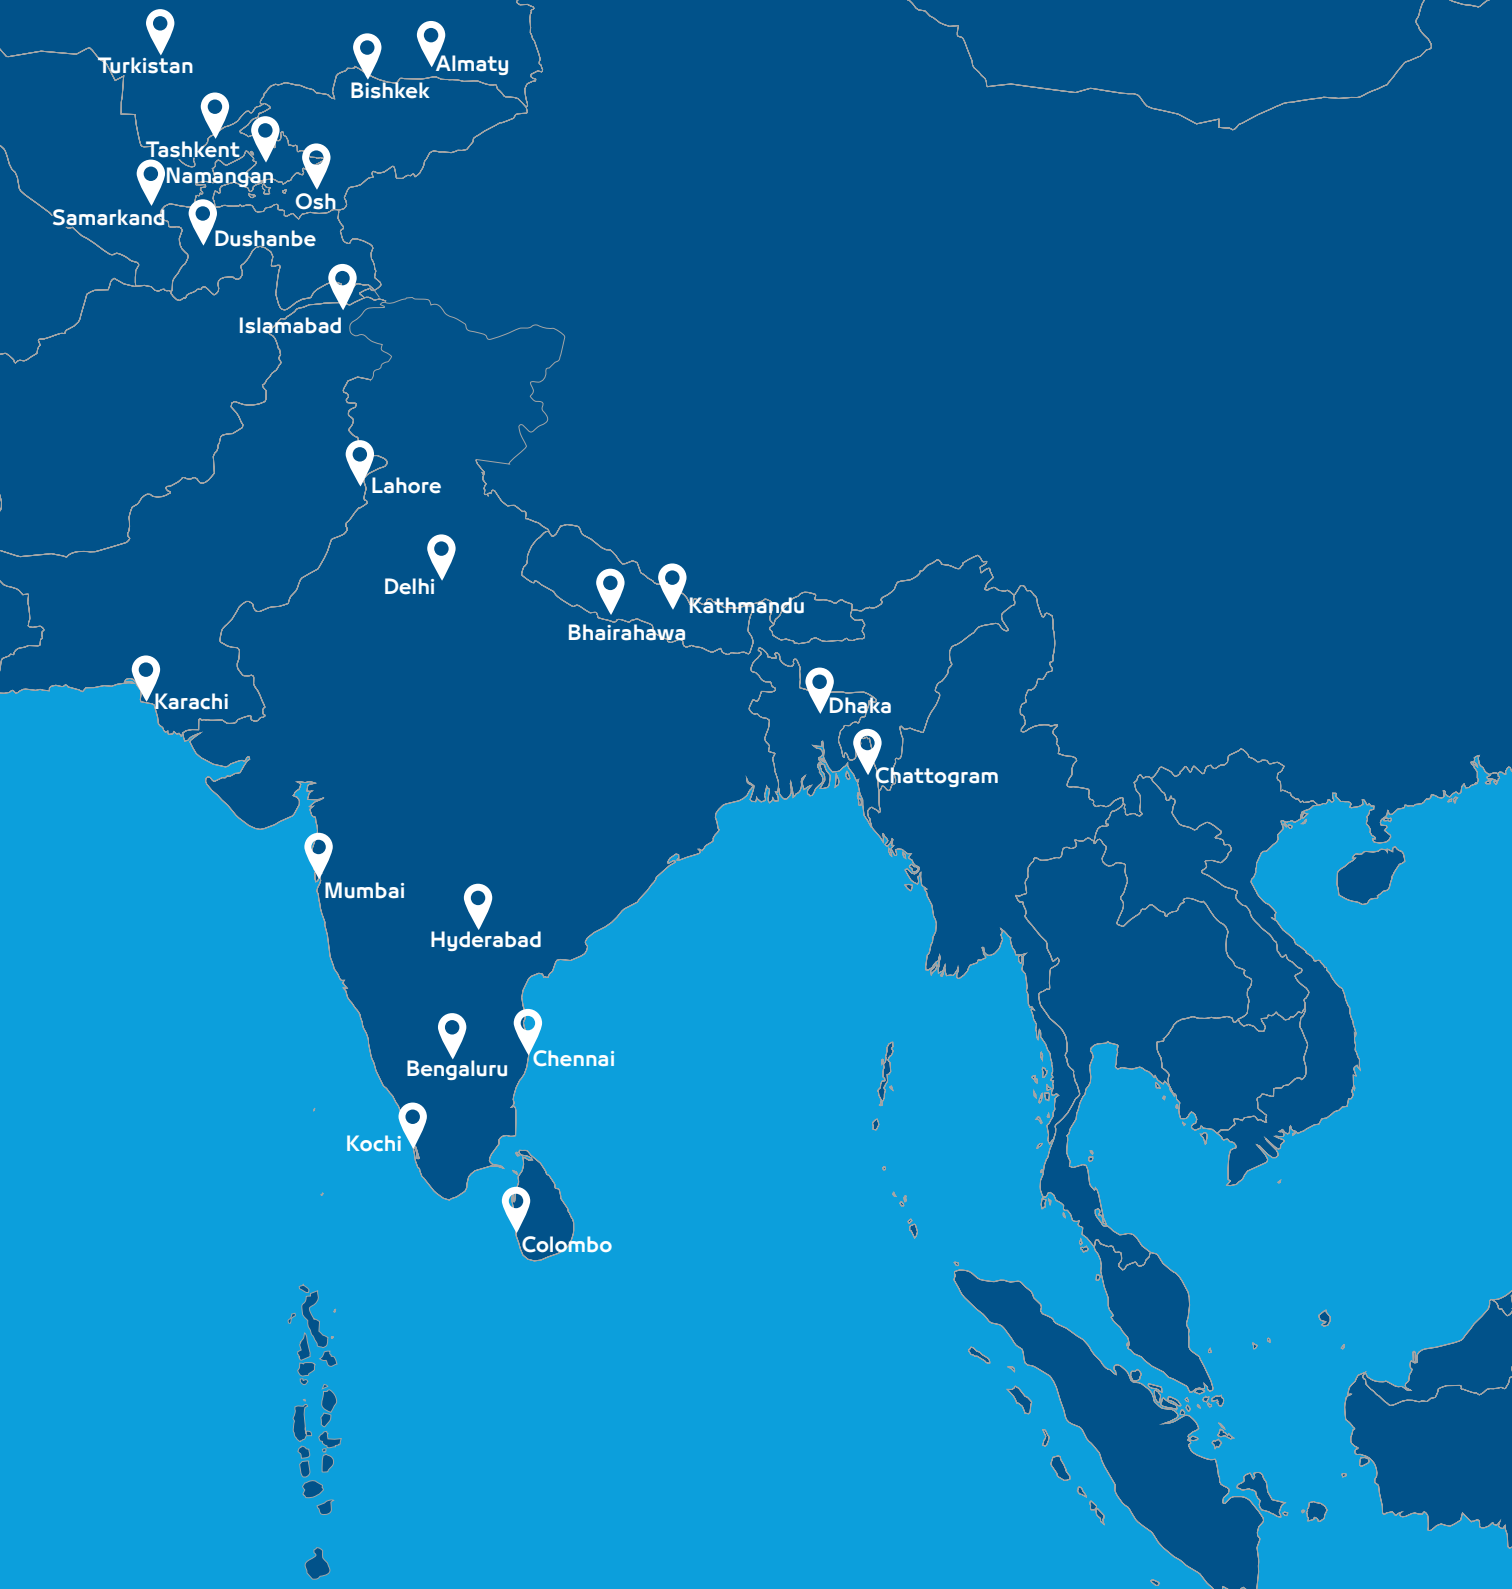 Turkistan
Almaty
Bishkek
Tashkent
Namangan
Osh
Samarkand
Dushanbe
Islamabad
Lahore
Delhi
Kathmandu
Bhairahawa
Karachi
Dhaka
Chattogram
Mumbai
Hyderabad
Chennai
Bengaluru
Kochi
Colombo